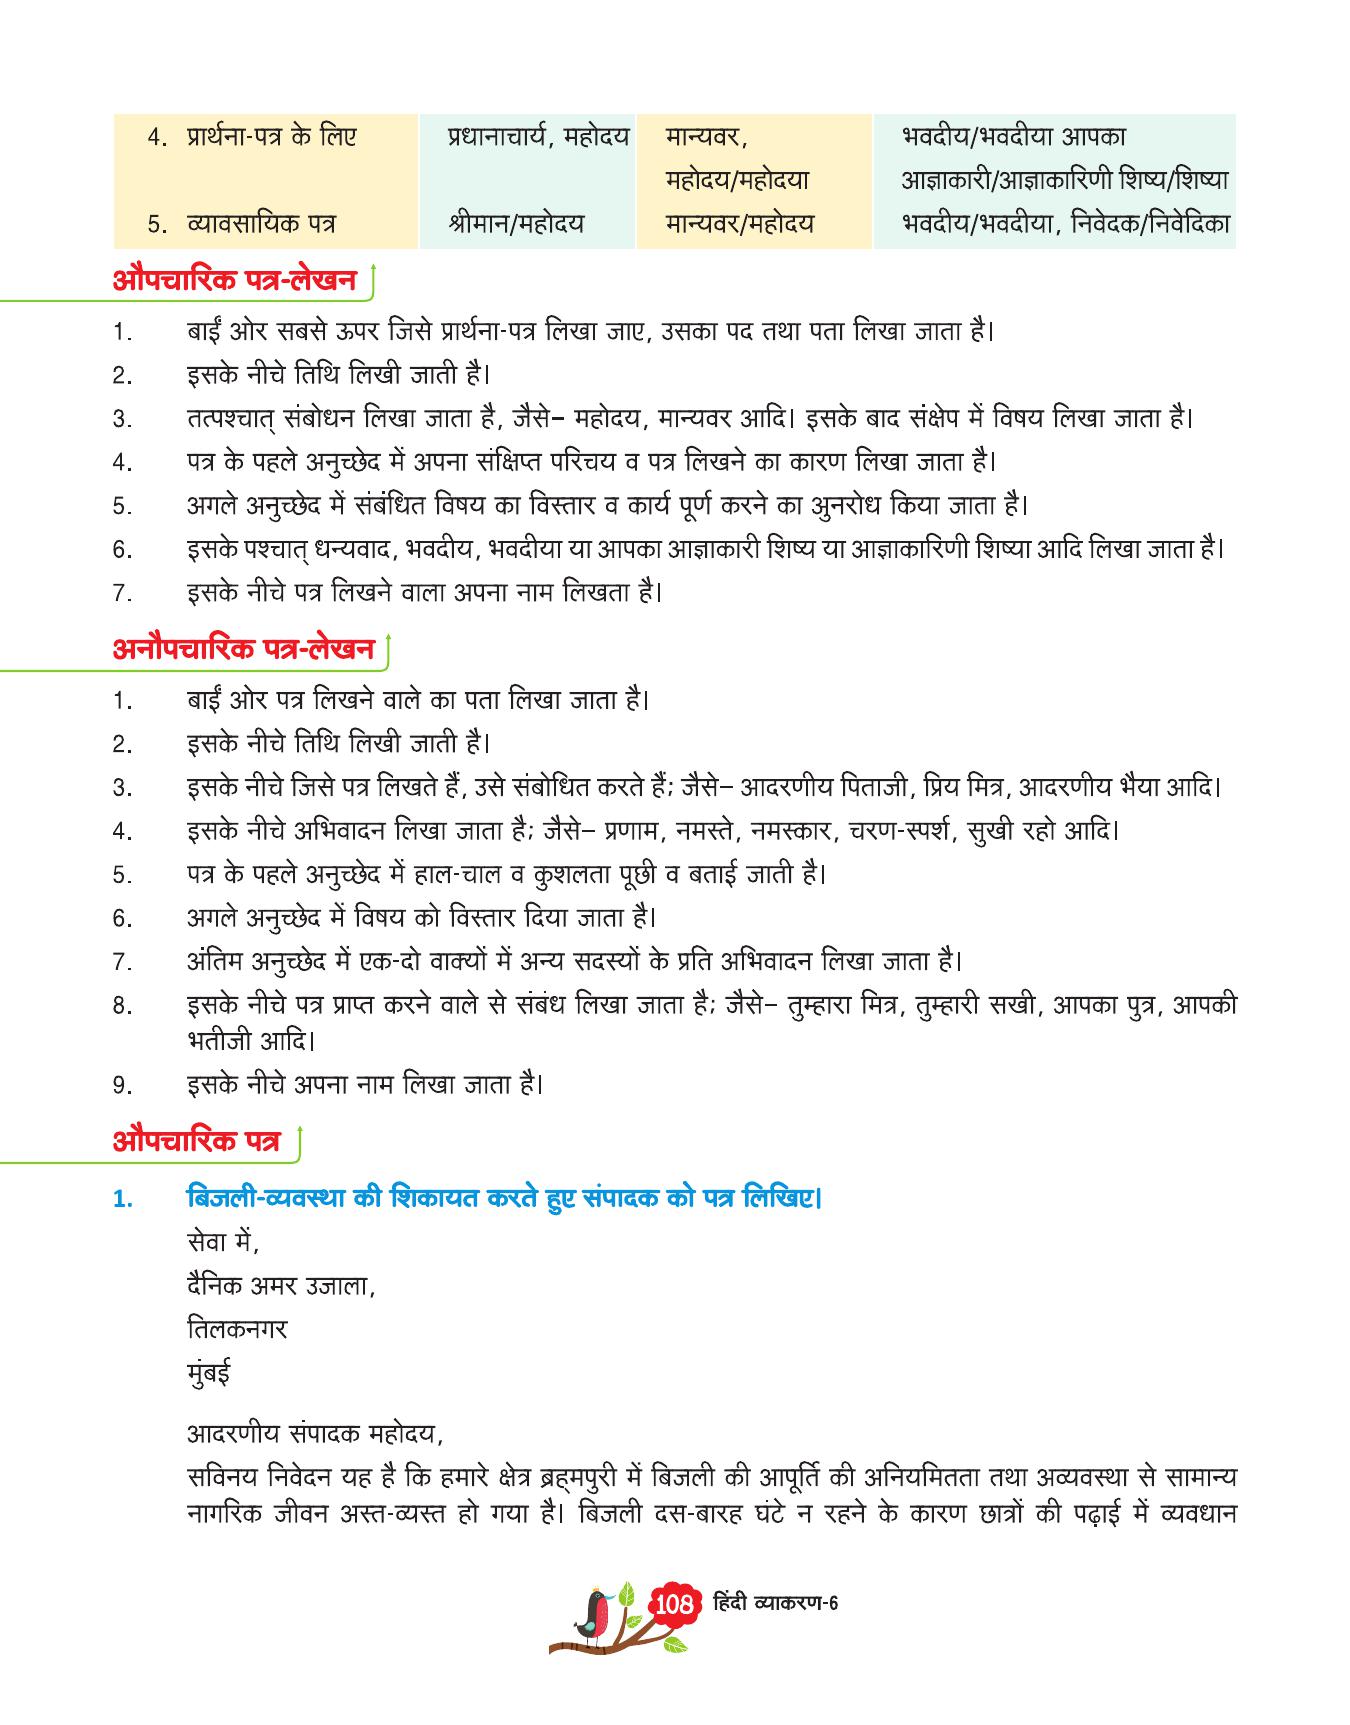 4. प्रार्थना-पत्र के लिए प्रधानाचार्य, महोदय मान्यवर, भवदीय/भवदीया आपका
महोदय/महोदया आज्ञाकारी/आज्ञाकारिणी शिष्य/शिष्या
5. व्यावसायिक पत्र श्रीमान/महोदय मान्यवर/महोदय भवदीय/भवदीया, निवेदक/निवेदिका
औपचारिक पत्र-लेखन
1. बाईं ओर सबसे ऊपर जिसे प्रार्थना-पत्र लिखा जाए, उसका पद तथा पता लिखा जाता है।
2. इसके नीचे तिथि लिखी जाती है।
3. तत्पश्चात् संबोधन लिखा जाता है, जैसे– महोदय, मान्यवर आदि। इसके बाद संक्षेप में विषय लिखा जाता है।
4. पत्र के पहले अनुच्छेद में अपना संक्षिप्त परिचय व पत्र लिखने का कारण लिखा जाता है।
5. अगले अनुच्छेद में संबंधित विषय का विस्तार व कार्य पूर्ण करने का अुनरोध किया जाता है।
6. इसके पश्चात् धन्यवाद, भवदीय, भवदीया या आपका आज्ञाकारी शिष्य या आज्ञाकारिणी शिष्या आदि लिखा जाता है।
7. इसके नीचे पत्र लिखने वाला अपना नाम लिखता है।
अनौपचारिक पत्र-लेखन
1. बाईं ओर पत्र लिखने वाले का पता लिखा जाता है।
2. इसके नीचे तिथि लिखी जाती है।
3. इसके नीचे जिसे पत्र लिखते हैं, उसे संबोधित करते हैं; जैसे– आदरणीय पिताजी, प्रिय मित्र, आदरणीय भैया आदि।
4. इसके नीचे अभिवादन लिखा जाता है; जैसे– प्रणाम, नमस्ते, नमस्कार, चरण-स्पर्श, सुखी रहो आदि।
5. पत्र के पहले अनुच्छेद में हाल-चाल व कुशलता पूछी व बताई जाती है।
6. अगले अनुच्छेद में विषय को विस्तार दिया जाता है।
7. अंतिम अनुच्छेद में एक-दो वाक्यों में अन्य सदस्यों के प्रति अभिवादन लिखा जाता है।
8. इसके नीचे पत्र प्राप्त करने वाले से संबंध लिखा जाता है; जैसे– तुम्हारा मित्र, तुम्हारी सखी, आपका पुत्र, आपकी
भतीजी आदि।
9. इसके नीचे अपना नाम लिखा जाता है।
औपचारिक पत्र
1. बिजली-व्यवस्था की शिकायत करते हुए संपादक को पत्र लिखिए।
सेवा में,
दैनिक अमर उजाला,
तिलकनगर
मुंबई
आदरणीय संपादक महोदय,
सविनय निवेदन यह है कि हमारे क्षेत्र ब्रह्मपुरी में बिजली की आपूर्ति की अनियमितता तथा अव्यवस्था से सामान्य
नागरिक जीवन अस्त-व्यस्त हो गया है। बिजली दस-बारह घंटे न रहने के कारण छात्रों की पढ़ाई में व्यवधान
108 हिंदी व्याकरण-6